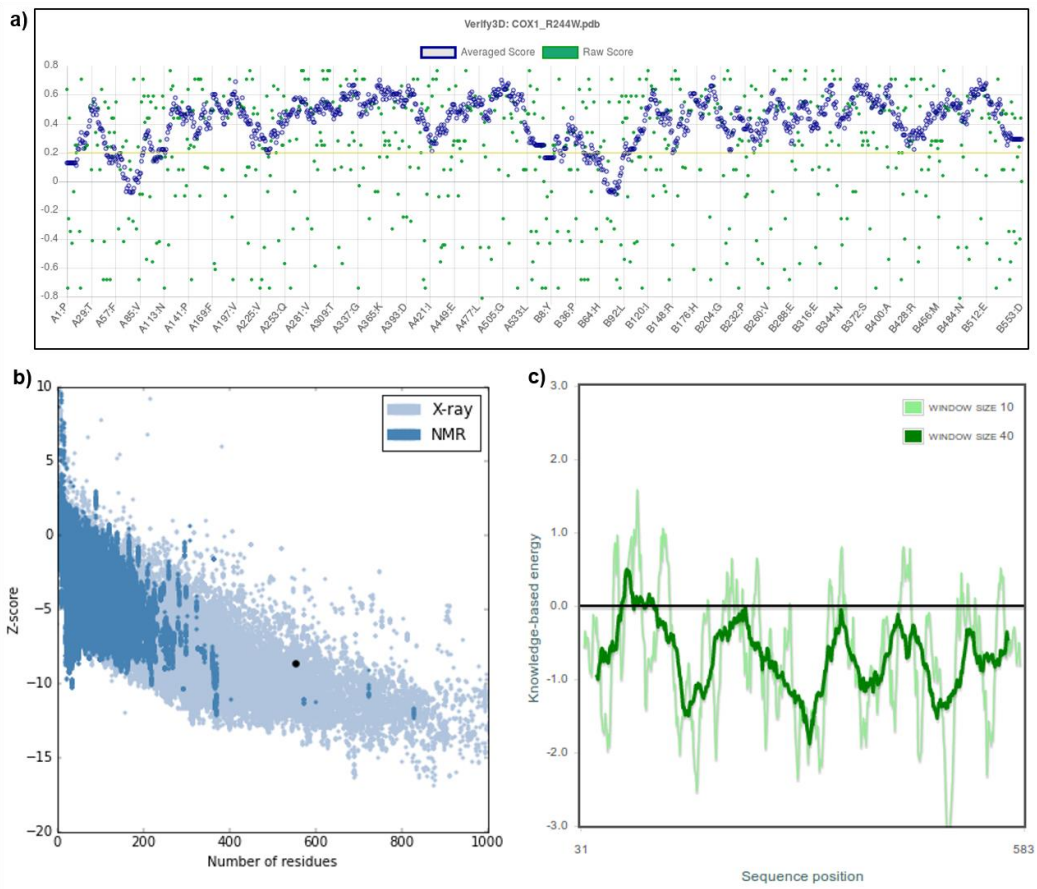 a)
Verify3D: COX1_R244W.pdb
Averaged Score Raw Score
0.8
0.6
0.4
0.2
0
-0.2
-0.4
-0.6
-0.8
A1:P A29:T A57:F A85:V A113:N A141:P A169:F A197:V A225:V A253:Q A281:V A309:T A337:G A365:K A393:D A421:I A449:E A477:L A505:G A533:L B8:Y B36:P B64:H B92:L B120:I B148:R B176:H B204:G B232:P B260:V B288:E B316:E B344:N B372:S B400:A B428:R B456:M B484:N B512:E B553:D
b)
X-ray
NMR
10
5
0
−5
−10
−15
−20
Z-score
0 200 400 600 800 1000
Number of residues
c)
WINDOW SIZE 10
WINDOW SIZE 40
3.0
2.0
1.0
0.0
-1.0
-2.0
-3.0
Knowledge-based energy
31 583
Sequence position